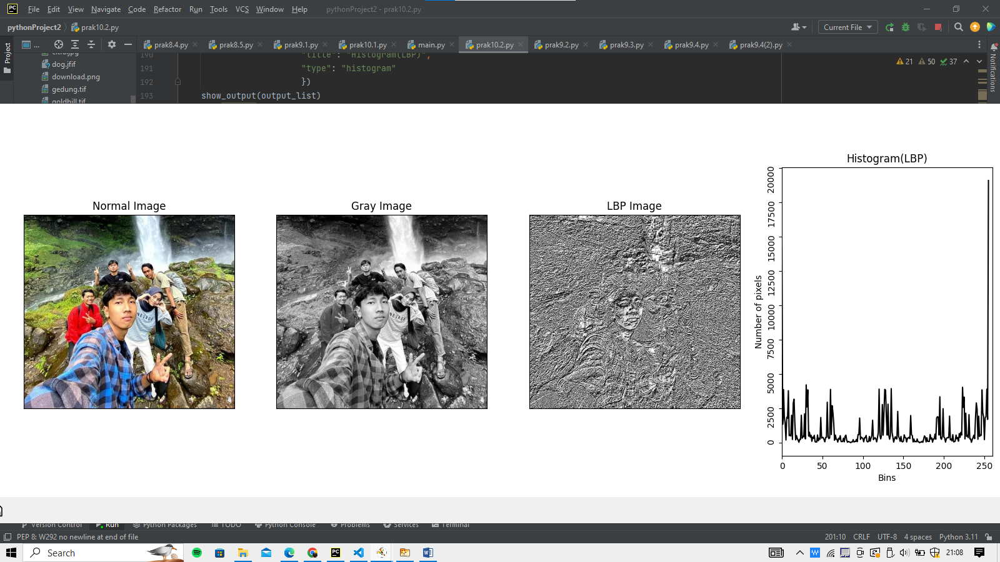 PC File Edit View Navigate Code Refactor Run Tools VCS Window Help pythonProject2 - prak10.2.py
pythonProject2 prak10.2.py Current File
Project ... prak8.4.py prak8.5.py prak9.1.py prak10.1.py main.py prak10.2.py prak9.2.py prak9.3.py prak9.4.py prak9.4(2).py
190 "title": "Histogram(LBP)",
dog.jfif 191 "type": "histogram" 21 50 37
download.png 192 })
gedung.tif
193 show_output(output_list)
goldhill.tif
Notifications
Normal Image
Gray Image
LBP Image
Histogram(LBP)
Number of pixels
20000
17500
15000
12500
10000
7500
5000
2500
0
0 50 100 150 200 250
Bins
Version Control Run Python Packages TODO Python Console Problems Services Terminal
PEP 8: W292 no newline at end of file 201:10 CRLF UTF-8 4 spaces Python 3.11
Search 21:08